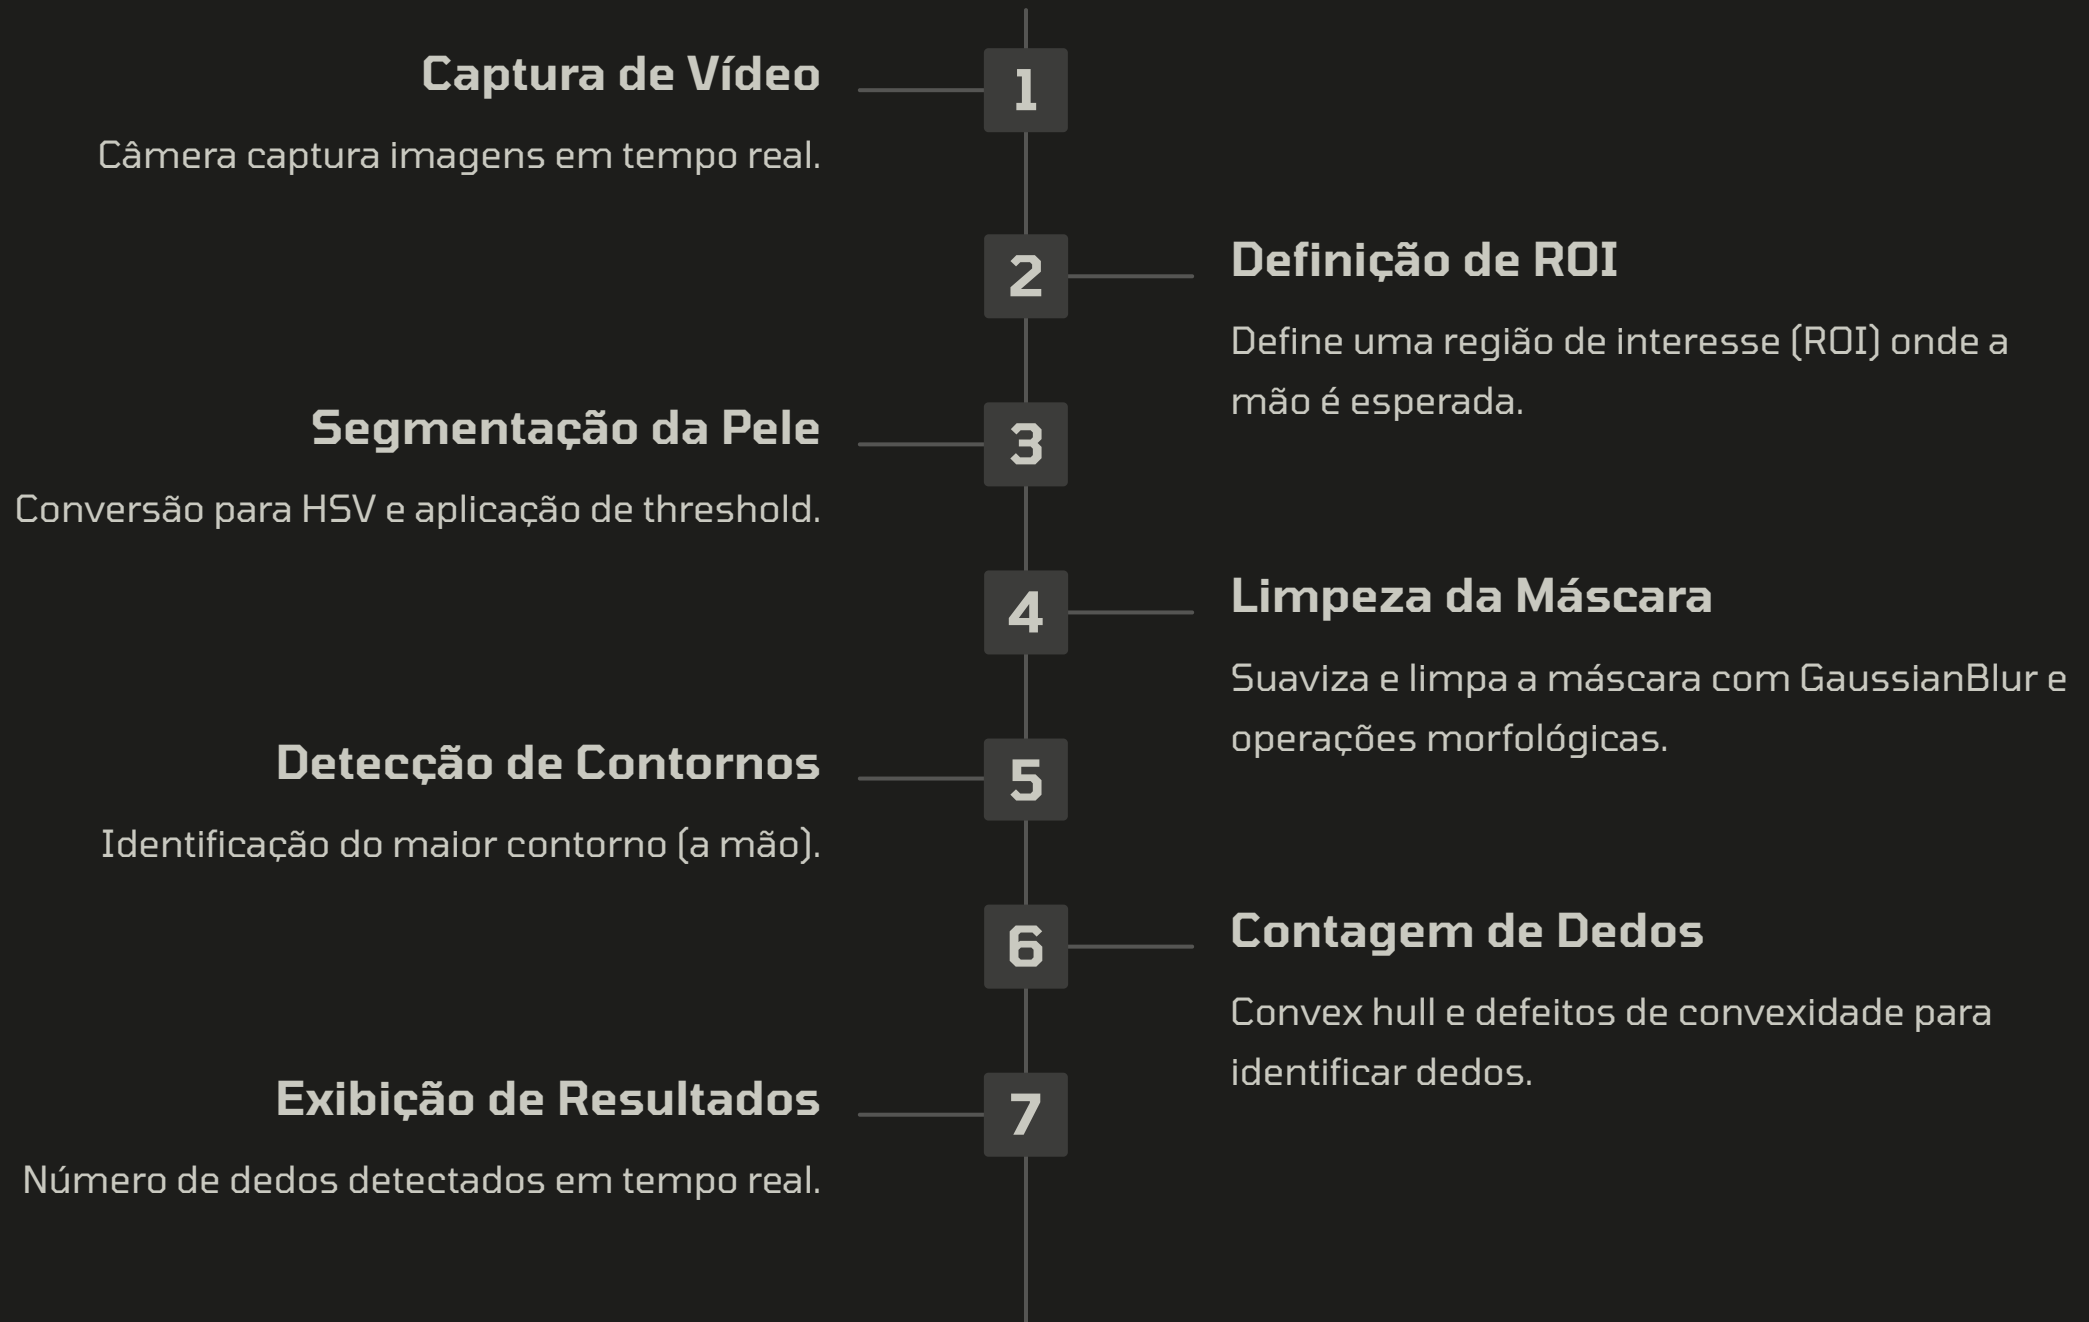 1
Captura de Vídeo
Câmera captura imagens em tempo real.
2
Definição de ROI
Define uma região de interesse (ROI) onde a
mão é esperada.
3
Segmentação da Pele
Conversão para HSV e aplicação de threshold.
4
Limpeza da Máscara
Suaviza e limpa a máscara com GaussianBlur e
operações morfológicas.
5
Detecção de Contornos
Identificação do maior contorno (a mão).
6
Contagem de Dedos
Convex hull e defeitos de convexidade para
identificar dedos.
7
Exibição de Resultados
Número de dedos detectados em tempo real.